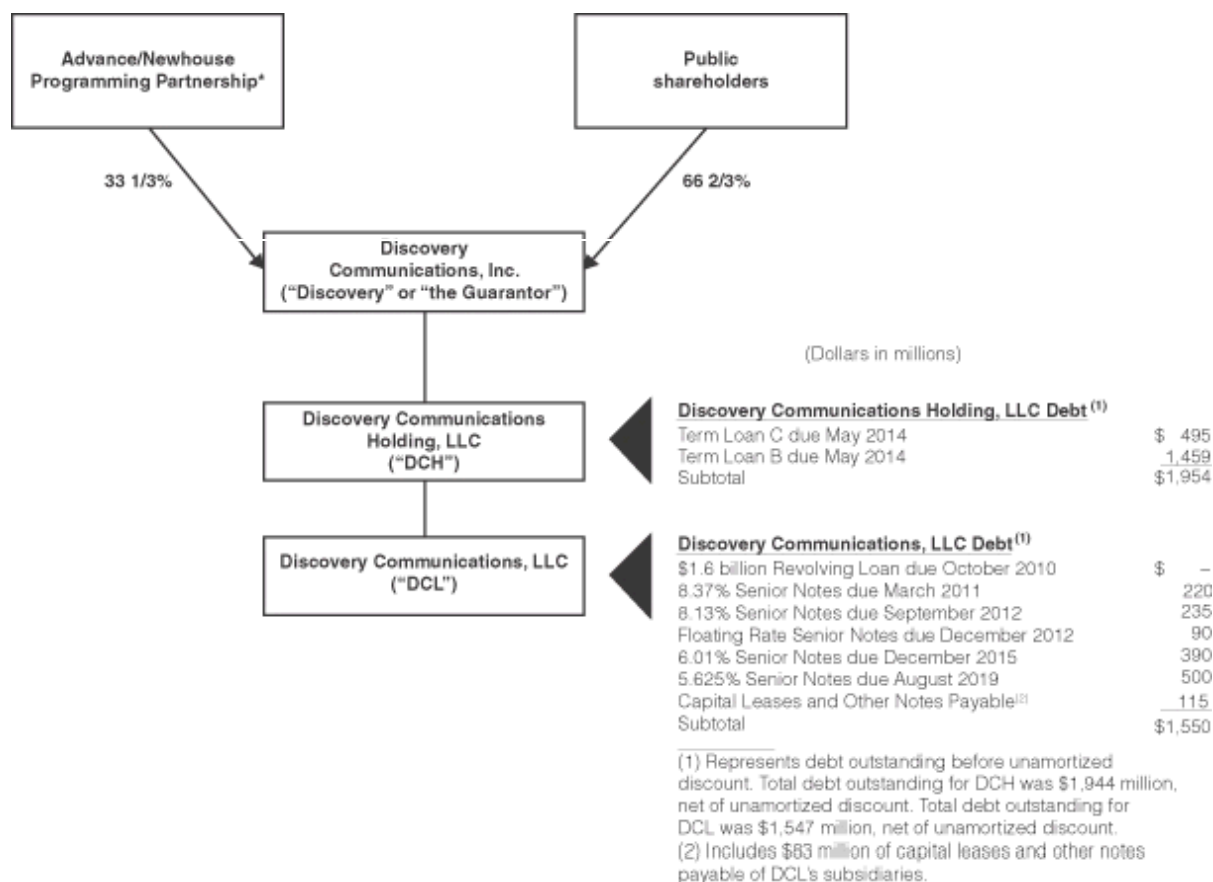 Advance/Newhouse
Programming Partnership*
Public
shareholders
33 1/3%
66 2/3%
Discovery
Communications, Inc.
(“Discovery” or “the Guarantor”)
(Dollars in millions)
Discovery Communications
Holding, LLC
(“DCH”)
Discovery Communications Holding, LLC Debt (1)
Term Loan C due May 2014 $ 495
Term Loan B due May 2014 1,459
Subtotal $1,954
Discovery Communications, LLC
(“DCL”)
Discovery Communications, LLC Debt (1)
$1.6 billion Revolving Loan due October 2010 $ –
8.37% Senior Notes due March 2011 220
8.13% Senior Notes due September 2012 235
Floating Rate Senior Notes due December 2012 90
6.01% Senior Notes due December 2015 390
5.625% Senior Notes due August 2019 500
Capital Leases and Other Notes Payable (2) 115
Subtotal $1,550
(1) Represents debt outstanding before unamortized
discount. Total debt outstanding for DCH was $1,944 million,
net of unamortized discount. Total debt outstanding for
DCL was $1,547 million, net of unamortized discount.
(2) Includes $83 million of capital leases and other notes
payable of DCL’s subsidiaries.